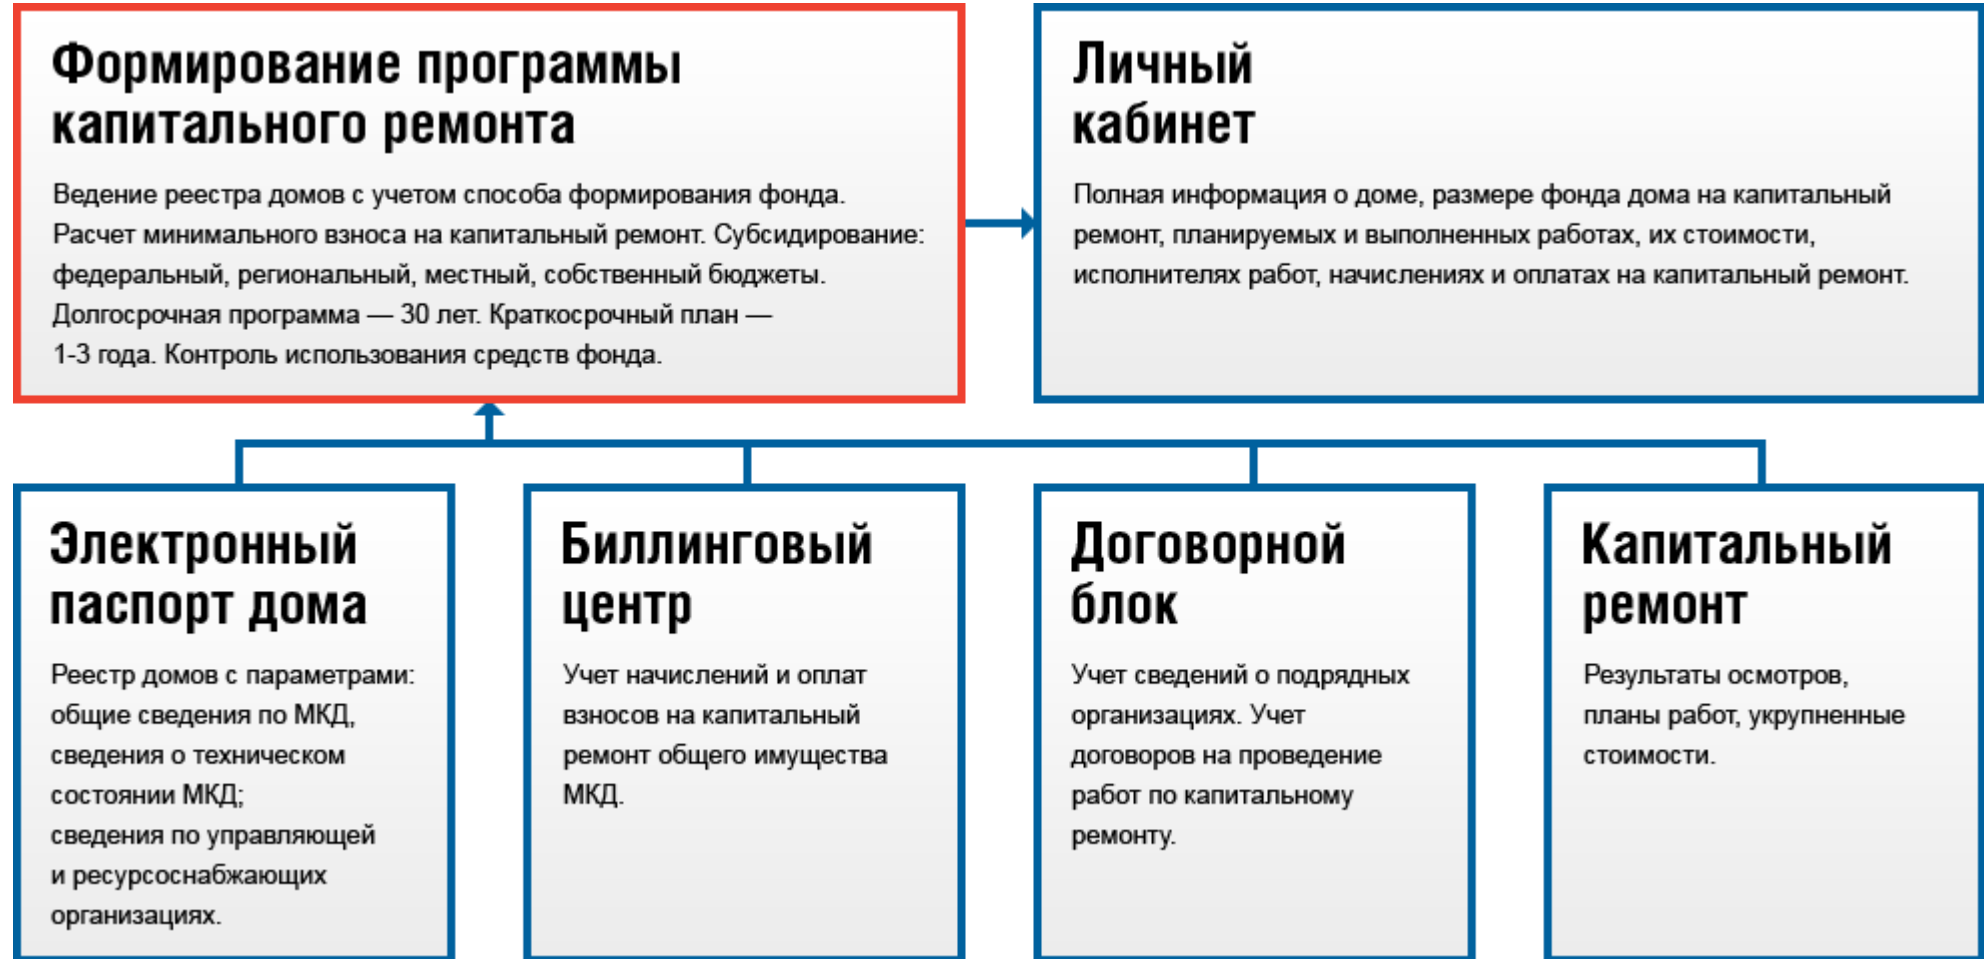 Формирование программы
капитального ремонта
Ведение реестра домов с учетом способа формирования фонда.
Расчет минимального взноса на капитальный ремонт. Субсидирование:
федеральный, региональный, местный, собственный бюджеты.
Долгосрочная программа — 30 лет. Краткосрочный план —
1-3 года. Контроль использования средств фонда.
Личный
кабинет
Полная информация о доме, размере фонда дома на капитальный
ремонт, планируемых и выполненных работах, их стоимости,
исполнителях работ, начислениях и оплатах на капитальный ремонт.
Электронный
паспорт дома
Реестр домов с параметрами:
общие сведения по МКД,
сведения о техническом
состоянии МКД;
сведения по управляющей
и ресурсоснабжающих
организациях.
Биллинговый
центр
Учет начислений и оплат
взносов на капитальный
ремонт общего имущества
МКД.
Договорной
блок
Учет сведений о подрядных
организациях. Учет
договоров на проведение
работ по капитальному
ремонту.
Капитальный
ремонт
Результаты осмотров,
планы работ, укрупненные
стоимости.